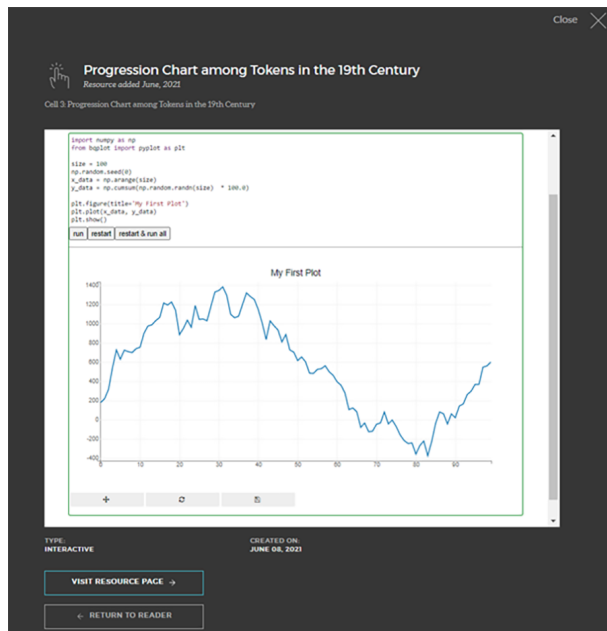 Close
Progression Chart among Tokens in the 19th Century
Resource added June, 2021
Cell 3: Progression Chart among Tokens in the 19th Century
import numpy as np
from bqplot import pyplot as plt
size = 100
np.random.seed(0)
x_data = np.arange(size)
y_data = np.cumsum(np.random.randn(size)  * 100.0)
plt.figure(title='My First Plot')
plt.plot(x_data, y_data)
plt.show()
run restart restart & run all
My First Plot
1400
1200
1000
800
600
400
200
0
-200
-400
0 10 20 30 40 50 60 70 80 90
TYPE:
INTERACTIVE
CREATED ON:
JUNE 08, 2021
VISIT RESOURCE PAGE →
← RETURN TO READER